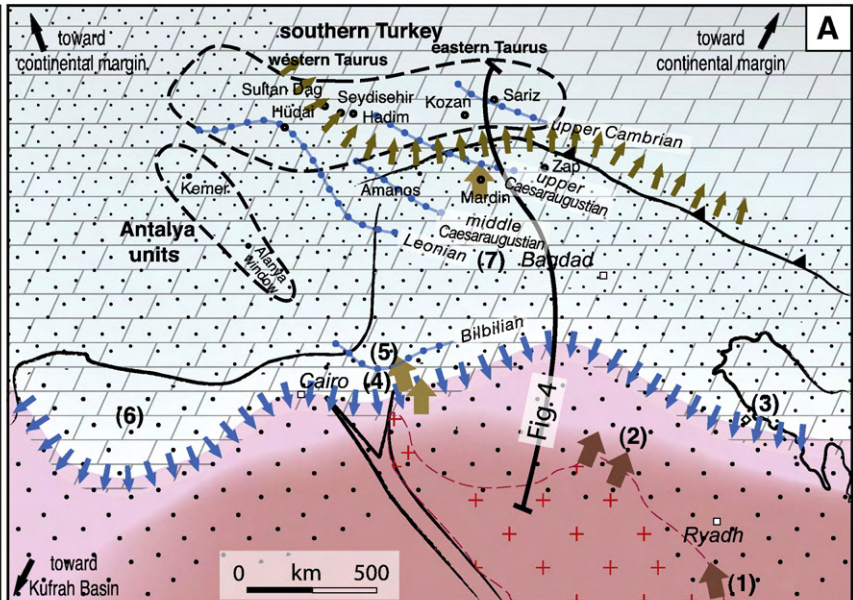 A
toward
continental margin
southern Turkey
toward
continental margin
western Taurus
eastern Taurus
Sultan Dag
Seydisehir
Kozan
Sariz
Hüdai
Hadim
upper Cambrian
Zap
Kemer
Amanos
Mardin
upper
Caesaraugustian
Antalya
units
Alanya
window
middle
Caesaraugustian
Leonian
(7)
Bagdad
Bilbilian
(5)
Cairo
(4)
(6)
(3)
Fig. 4
(2)
Ryadh
toward
Kufrah Basin
0 km 500
(1)